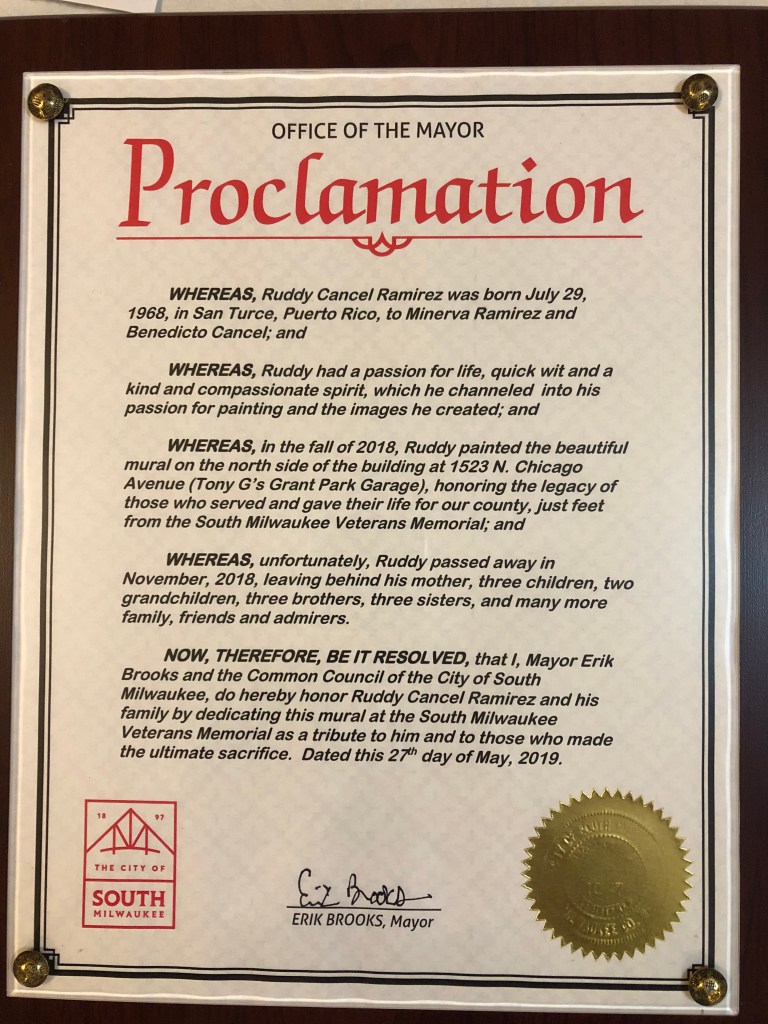 OFFICE OF THE MAYOR
Proclamation
WHEREAS, Ruddy Cancel Ramirez was born July 29,
1968, in San Turce, Puerto Rico, to Minerva Ramirez and
Benedicto Cancel; and
WHEREAS, Ruddy had a passion for life, quick wit and a
kind and compassionate spirit, which he channeled into his
passion for painting and the images he created; and
WHEREAS, in the fall of 2018, Ruddy painted the beautiful
mural on the north side of the building at 1523 N. Chicago
Avenue (Tony G's Grant Park Garage), honoring the legacy of
those who served and gave their life for our county, just feet
from the South Milwaukee Veterans Memorial; and
WHEREAS, unfortunately, Ruddy passed away in
November, 2018, leaving behind his mother, three children, two
grandchildren, three brothers, three sisters, and many more
family, friends and admirers.
NOW, THEREFORE, BE IT RESOLVED, that I, Mayor Erik
Brooks and the Common Council of the City of South
Milwaukee, do hereby honor Ruddy Cancel Ramirez and his
family by dedicating this mural at the South Milwaukee
Veterans Memorial as a tribute to him and to those who made
the ultimate sacrifice. Dated this 27th day of May, 2019.
18 97
THE CITY OF
SOUTH
MILWAUKEE
Erik Brooks
ERIK BROOKS, Mayor